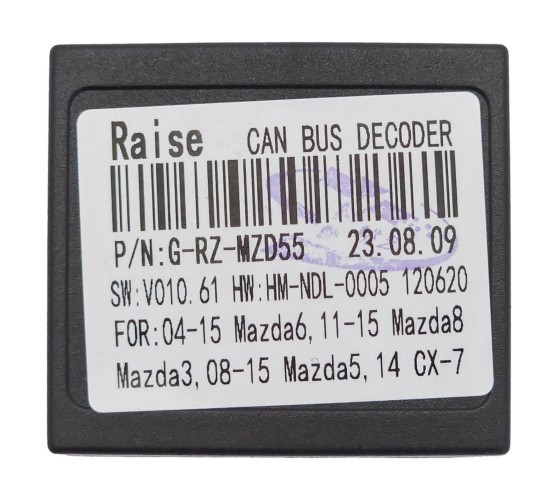 Raise CAN BUS DECODER
P/N:G-RZ-MZD55 23.08.09
SW:V010.61 HW:HM-NDL-0005 120620
FOR:04-15 Mazda6,11-15 Mazda8
Mazda3,08-15 Mazda5,14 CX-7